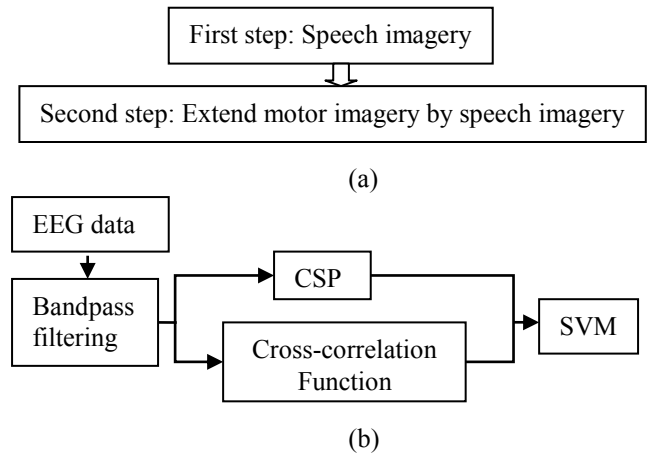 First step: Speech imagery
Second step: Extend motor imagery by speech imagery
(a)
EEG data
Bandpass
filtering
CSP
Cross-correlation
Function
SVM
(b)